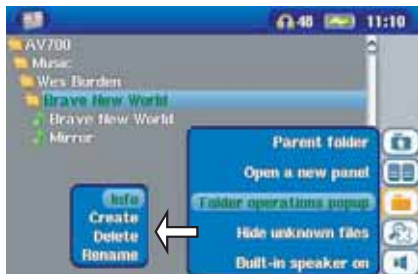 48 11:10
AV700
Music
Wes Burden
Brave New World
Brave New World
Mirror
Parent folder
Open a new panel
Folder operations popup
Hide unknown files
Built-in speaker on
Info
Create
Delete
Rename